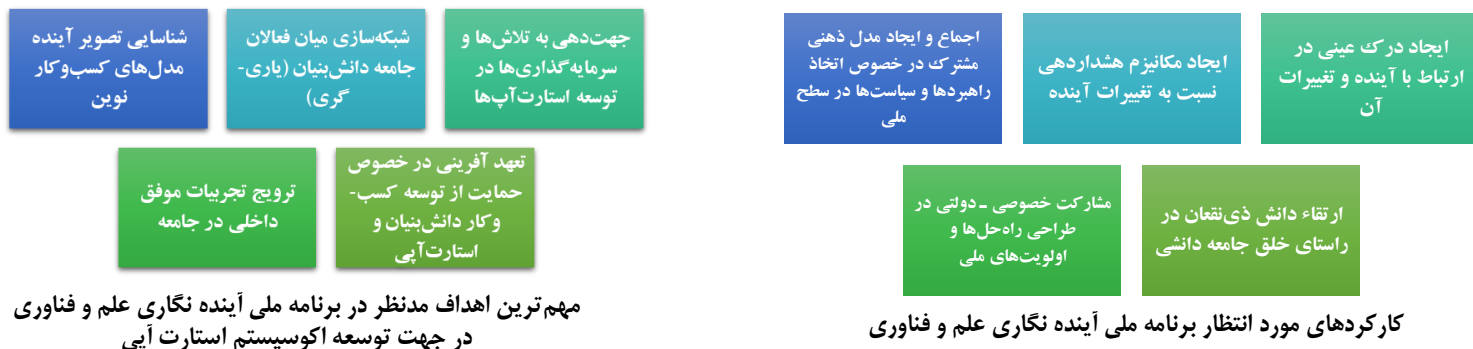 ایجاد درک عینی در
ارتباط با آینده و تغییرات
آن
ایجاد مکانیزم هشداردهی
نسبت به تغییرات آینده
اجماع و ایجاد مدل ذهنی
مشترک در خصوص اتخاذ
راهبردها و سیاست‌ها در سطح
ملی
ارتقاء دانش ذی‌نقعان در
راستای خلق جامعه دانشی
مشارکت خصوصی ـ دولتی در
طراحی راه‌حل‌ها و
اولویت‌های ملی
کارکردهای مورد انتظار برنامه ملی آینده نگاری علم و فناوری
جهت‌دهی به تلاش‌ها و
سرمایه‌گذاری‌ها در
توسعه استارت‌آپ‌ها
شبکه‌سازی میان فعالان
جامعه دانش‌بنیان (یاری-
گری)
شناسایی تصویر آینده
مدل‌های کسب‌وکار
نوین
تعهد آفرینی در خصوص
حمایت از توسعه کسب-
وکار دانش‌بنیان و
استارت‌آپی
ترویج تجربیات موفق
داخلی در جامعه
مهم‌ترین اهداف مدنظر در برنامه ملی آینده نگاری علم و فناوری
در جهت توسعه اکوسیستم استارت آپی